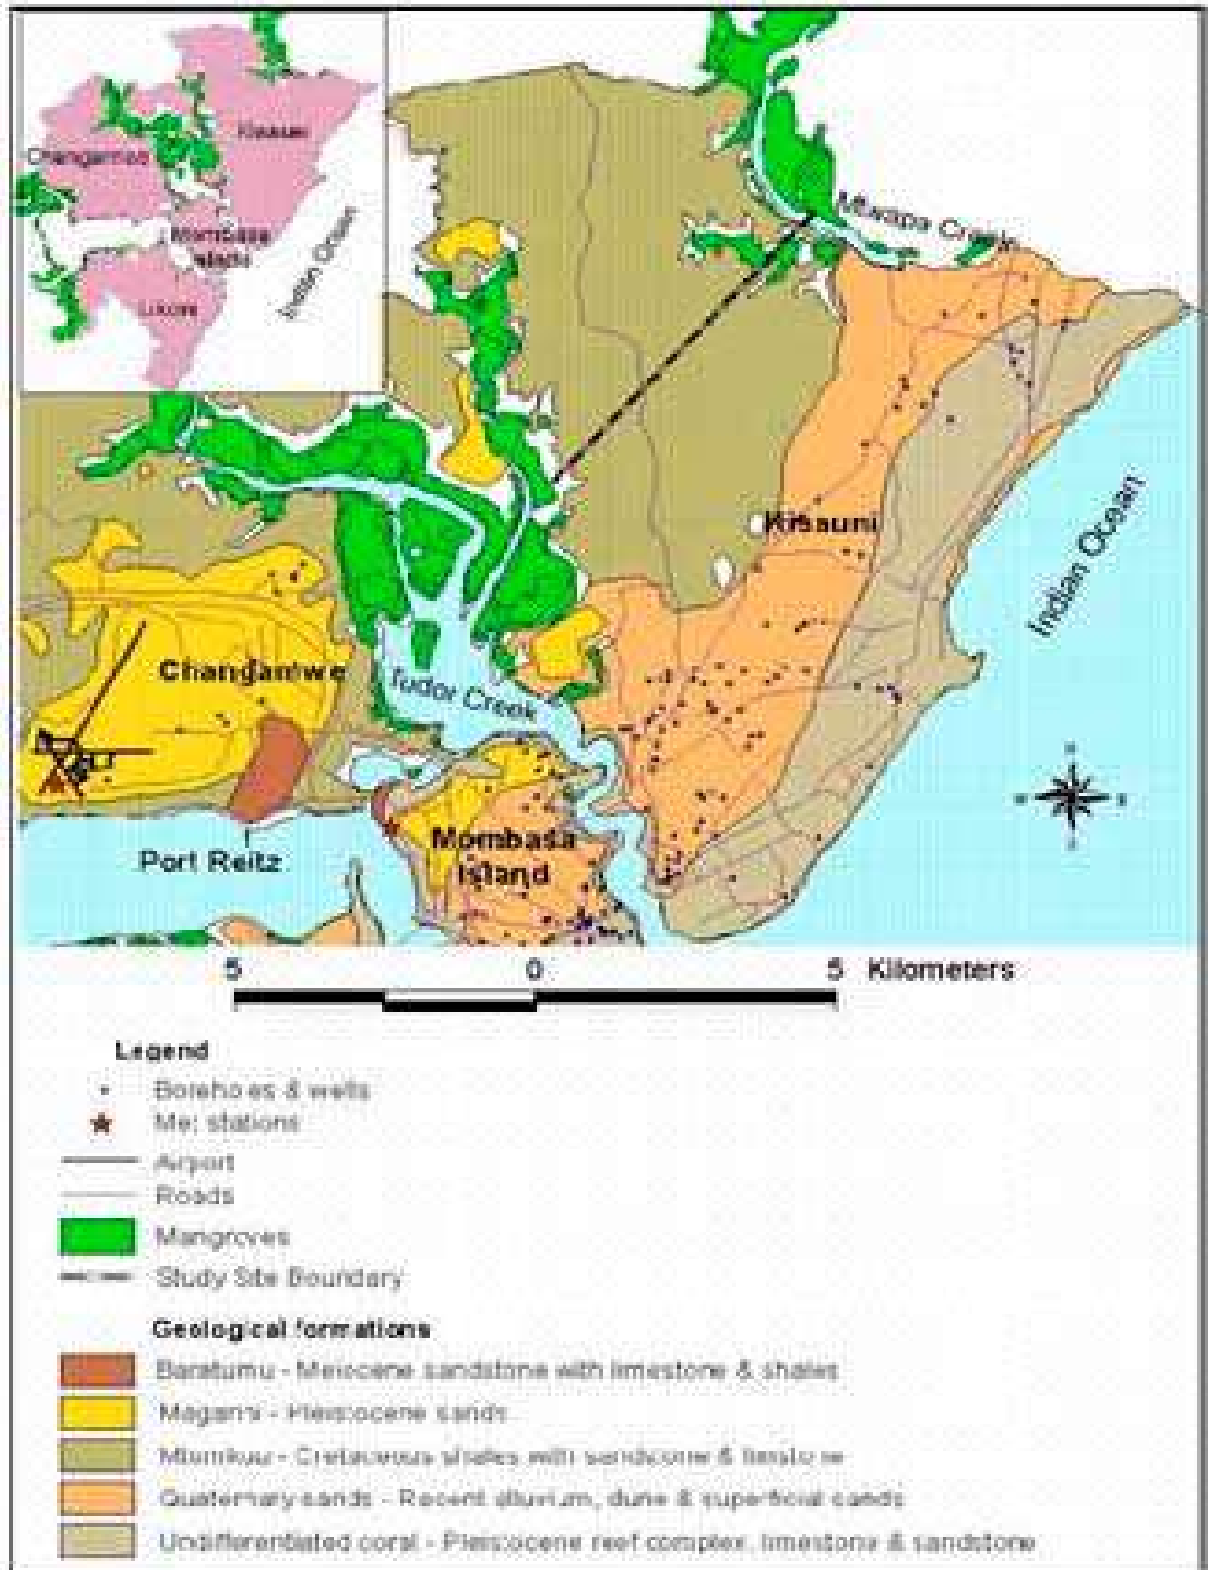 Kisauni
Changamwe
Mombasa
Island
Likoni
Indian Ocean
Mtwapa Creek
Kisauni
Indian Ocean
Changamwe
Tudor Creek
Mombasa
Island
Port Reitz
5 0 5 Kilometers
Legend
Boreholes & wells
Met stations
Airport
Roads
Mangroves
Study Site Boundary
Geological formations
Baratumu - Meiocene sandstone with limestone & shales
Magarini - Pleistocene sands
Cretaceous shales with sandstone &
Quaternary sands - Recent alluvium, dune & superficial sands
Undifferentiated coral - Pleistocene reef complex, limestone & sandstone